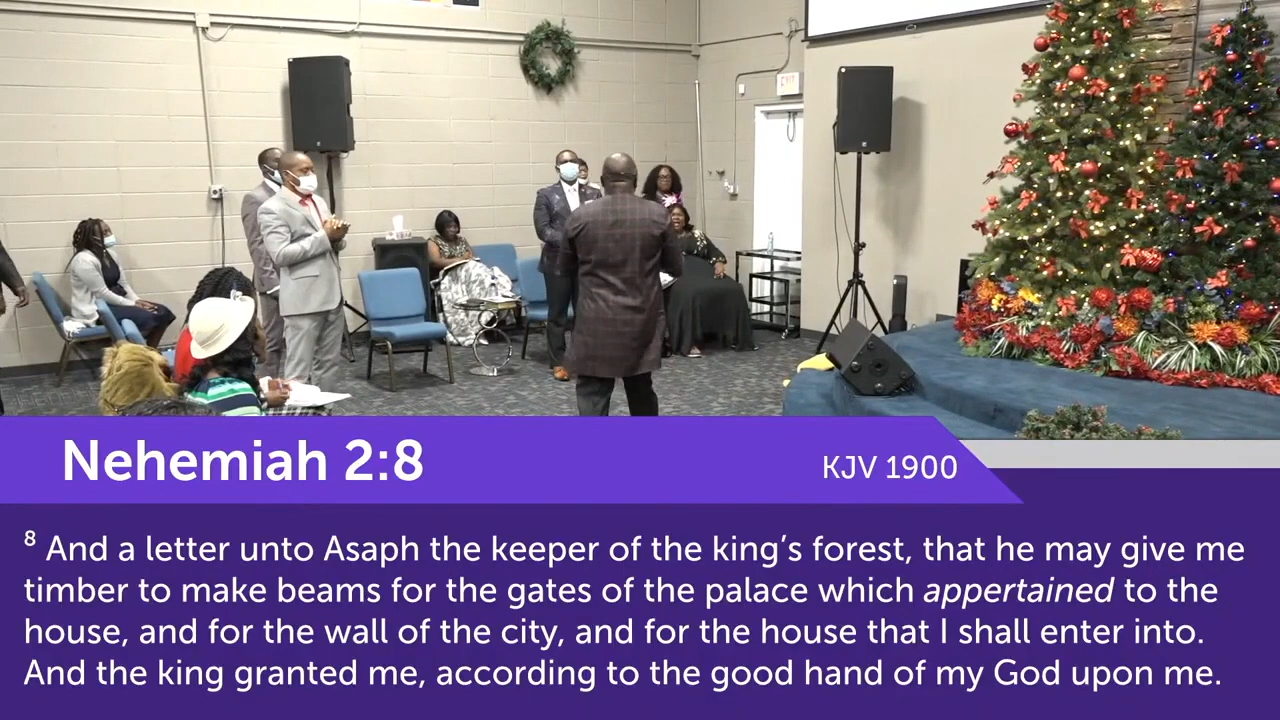 EXIT
Nehemiah 2:8
KJV 1900
8 And a letter unto Asaph the keeper of the king’s forest, that he may give me
timber to make beams for the gates of the palace which appertained to the
house, and for the wall of the city, and for the house that I shall enter into.
And the king granted me, according to the good hand of my God upon me.